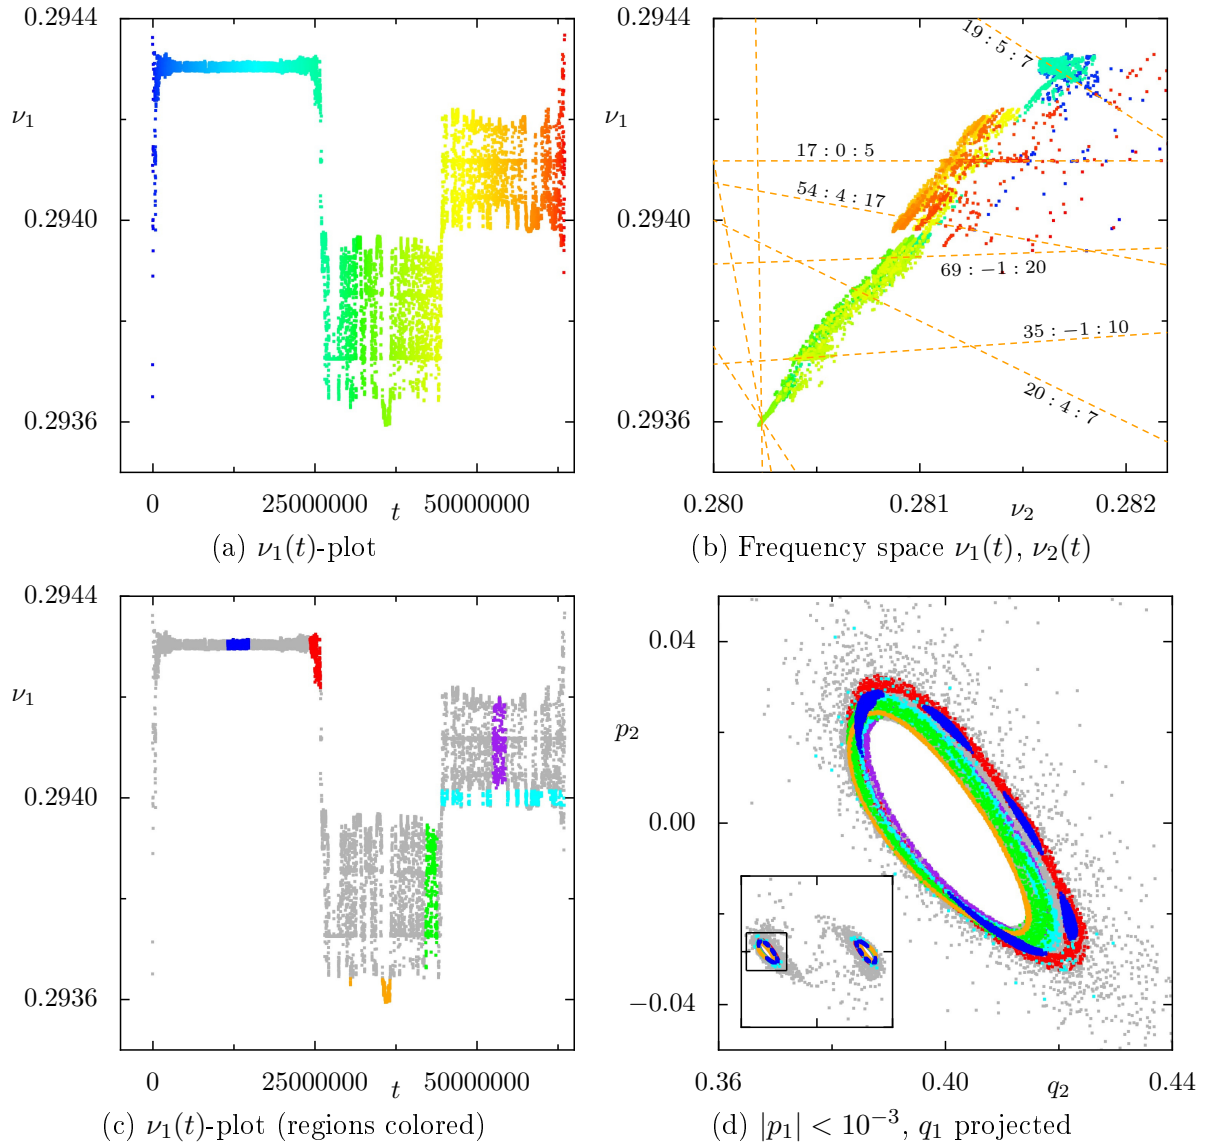 0.2944
0.2940
0.2936
ν₁
0
25000000
t
50000000
(a) ν₁(t)-plot
0.2944
0.2940
0.2936
ν₁
19 : 5 : 7
17 : 0 : 5
54 : 4 : 17
69 : −1 : 20
35 : −1 : 10
20 : 4 : 7
0.280
0.281
ν₂
0.282
(b) Frequency space ν₁(t), ν₂(t)
0.2944
0.2940
0.2936
ν₁
0
25000000
t
50000000
(c) ν₁(t)-plot (regions colored)
0.04
p₂
0.00
−0.04
0.36
0.40
q₂
0.44
(d) |p₁| < 10⁻³, q₁ projected